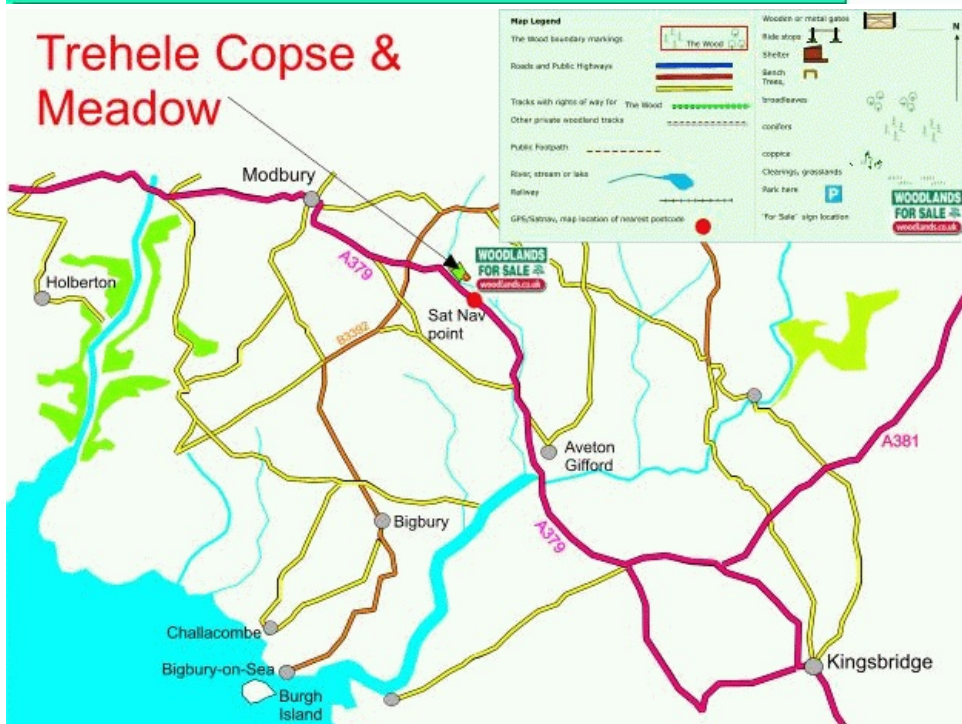 Trehele Copse &
Meadow
Map Legend
The Wood boundary markings
The Wood
Roads and Public Highways
Tracks with rights of way for The Wood
Other private woodland tracks
Public Footpath
River, stream or lake
Railway
GPS/Satnav, map location of nearest postcode
Wooden or metal gates
Ride stops
Shelter
Bench
Trees,
broadleaves
conifers
coppice
Clearings, grasslands
Park here
P
'For Sale' sign location
N
WOODLANDS
FOR SALE
woodlands.co.uk
Modbury
A379
WOODLANDS
FOR SALE
woodlands.co.uk
Holberton
Sat Nav
point
B3392
Aveton
Gifford
A381
Bigbury
A379
Challacombe
Bigbury-on-Sea
Burgh
Island
Kingsbridge